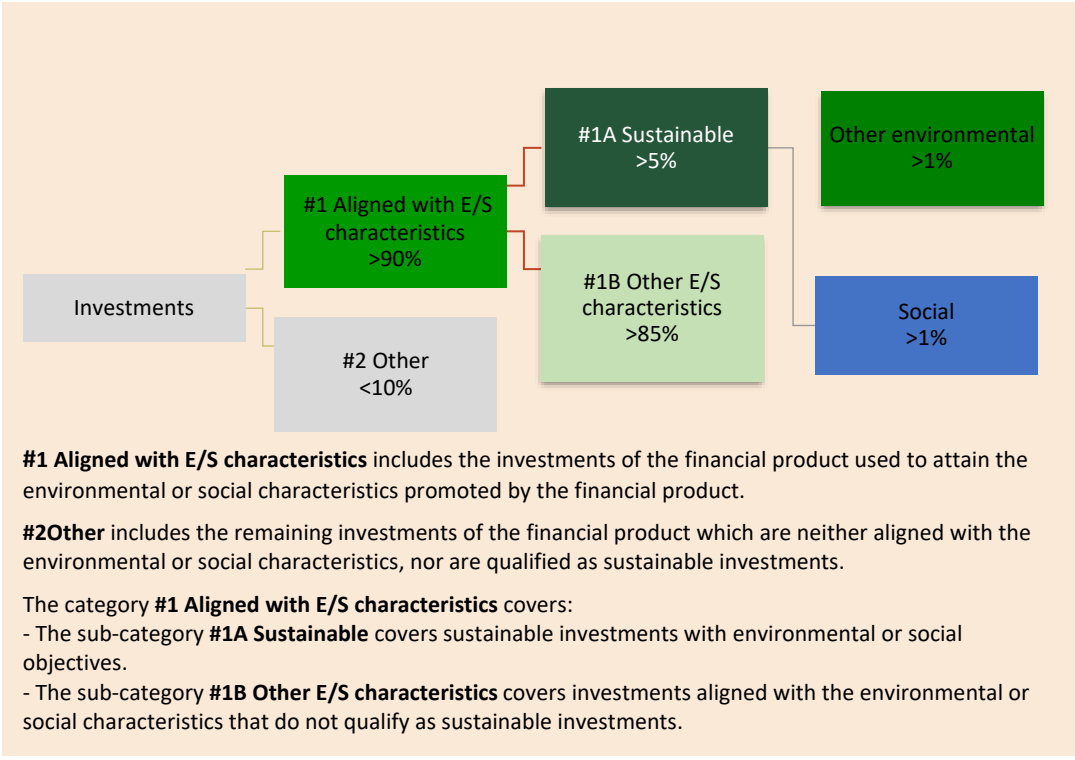 #1A Sustainable
>5%
Other environmental
>1%
#1 Aligned with E/S
characteristics
>90%
#1B Other E/S
characteristics
>85%
Investments
Social
>1%
#2 Other
<10%
#1 Aligned with E/S characteristics includes the investments of the financial product used to attain the
environmental or social characteristics promoted by the financial product.
#2Other includes the remaining investments of the financial product which are neither aligned with the
environmental or social characteristics, nor are qualified as sustainable investments.
The category #1 Aligned with E/S characteristics covers:
- The sub-category #1A Sustainable covers sustainable investments with environmental or social
objectives.
- The sub-category #1B Other E/S characteristics covers investments aligned with the environmental or
social characteristics that do not qualify as sustainable investments.